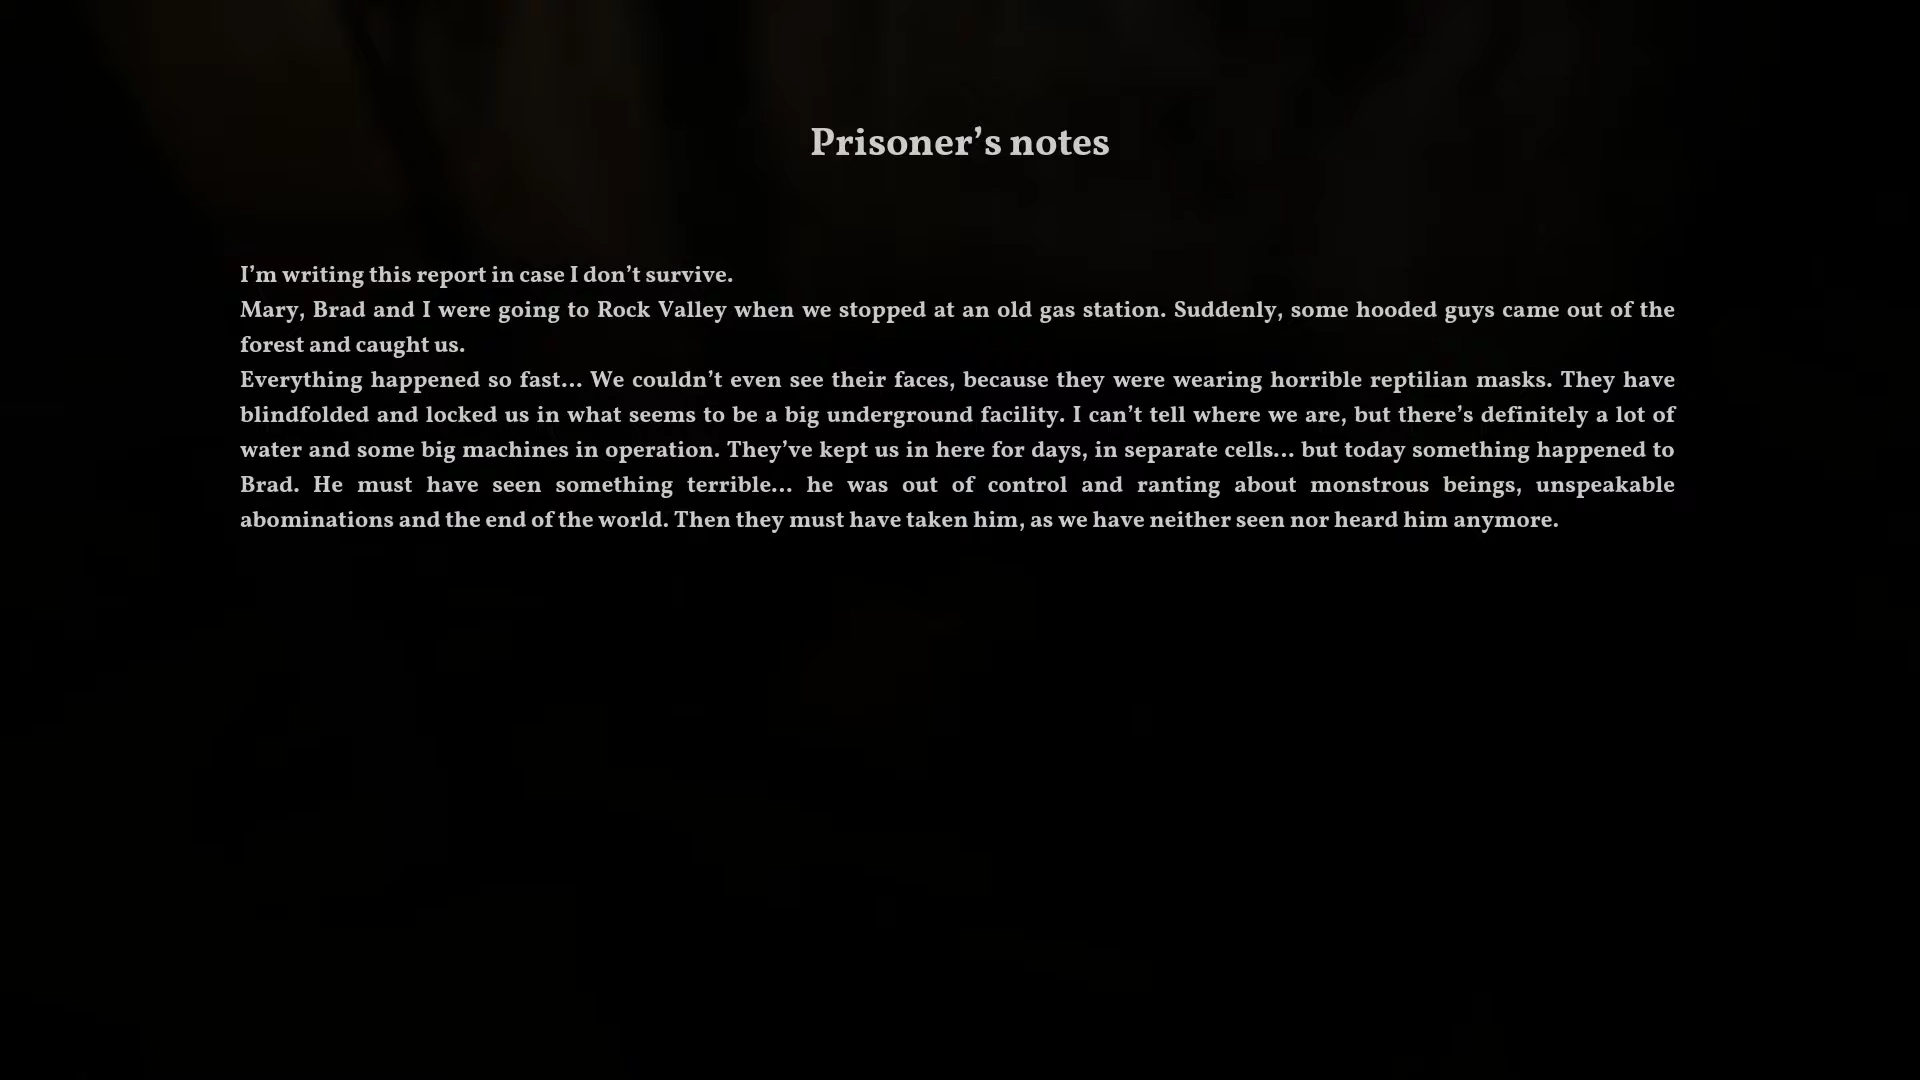 Prisoner’s notes
I’m writing this report in case I don’t survive.
Mary, Brad and I were going to Rock Valley when we stopped at an old gas station. Suddenly, some hooded guys came out of the
forest and caught us.
Everything happened so fast... We couldn’t even see their faces, because they were wearing horrible reptilian masks. They have
blindfolded and locked us in what seems to be a big underground facility. I can’t tell where we are, but there’s definitely a lot of
water and some big machines in operation. They’ve kept us in here for days, in separate cells... but today something happened to
Brad. He must have seen something terrible... he was out of control and ranting about monstrous beings, unspeakable
abominations and the end of the world. Then they must have taken him, as we have neither seen nor heard him anymore.